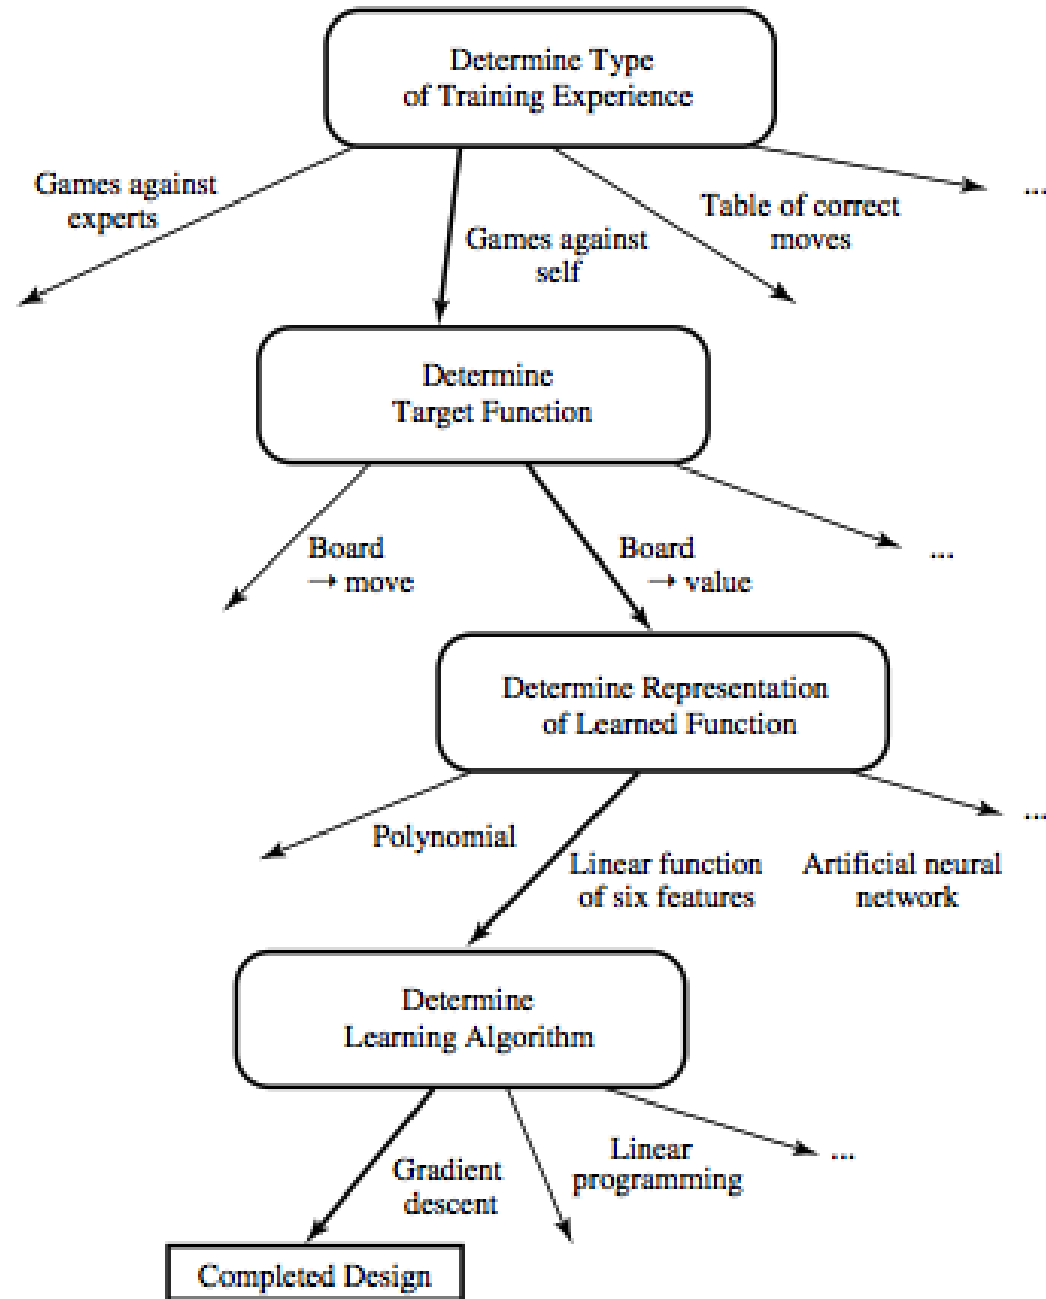 Determine Type
of Training Experience
Games against
experts
Games against
self
Table of correct
moves
...
Determine
Target Function
Board
→ move
Board
→ value
...
Determine Representation
of Learned Function
Polynomial
Linear function
of six features
Artificial neural
network
...
Determine
Learning Algorithm
Gradient
descent
Linear
programming
...
Completed Design